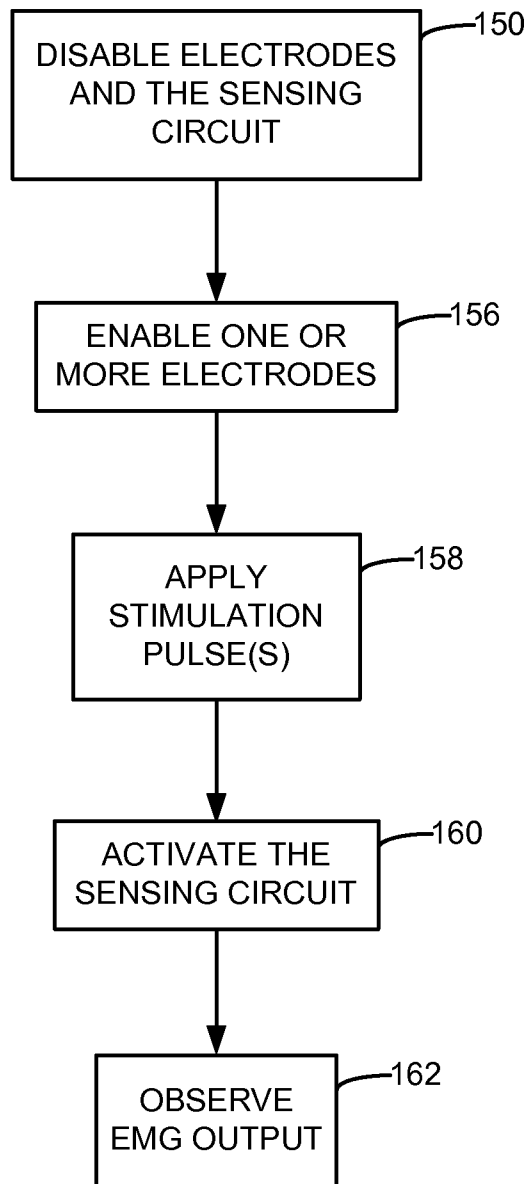 150
DISABLE ELECTRODES
AND THE SENSING
CIRCUIT
156
ENABLE ONE OR
MORE ELECTRODES
158
APPLY
STIMULATION
PULSE(S)
160
ACTIVATE THE
SENSING CIRCUIT
162
OBSERVE
EMG OUTPUT